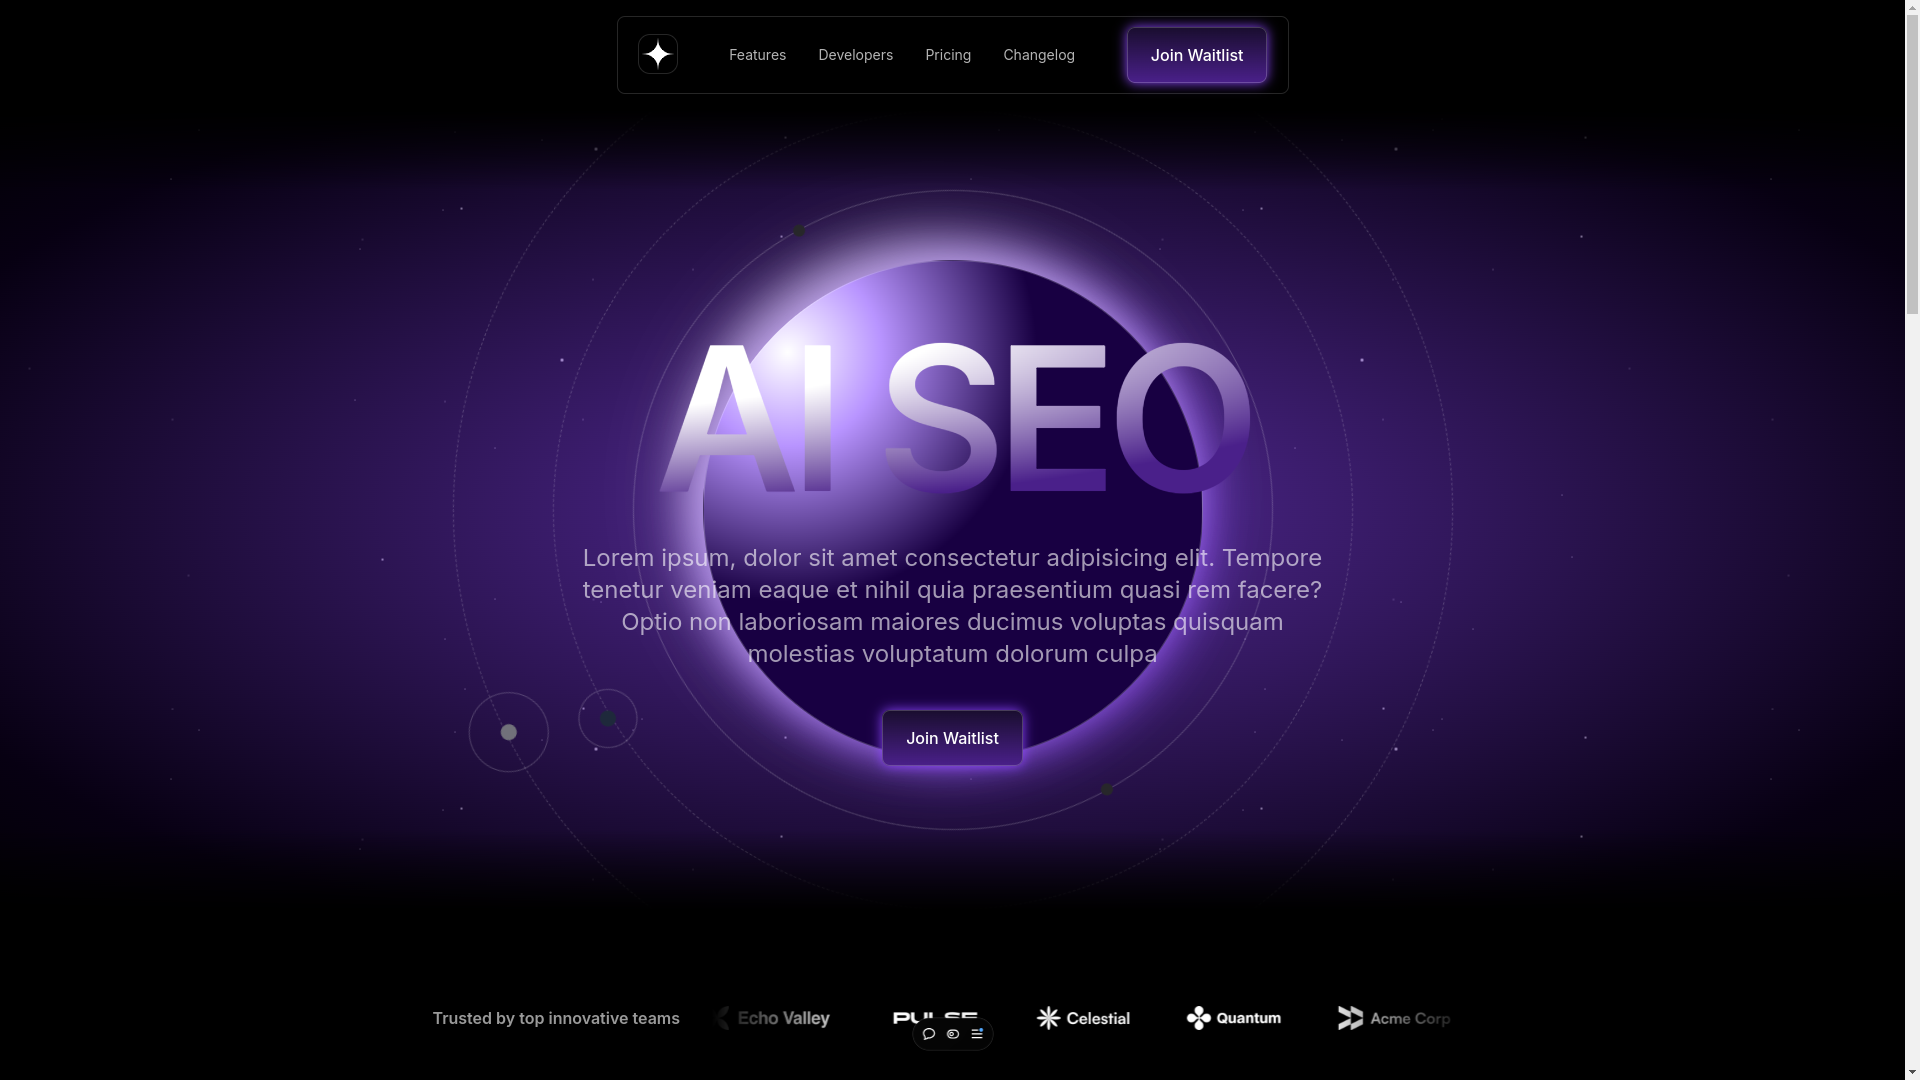 Features
Developers
Pricing
Changelog
Join Waitlist
AI SEO
Lorem ipsum, dolor sit amet consectetur adipisicing elit. Tempore
tenetur veniam eaque et nihil quia praesentium quasi rem facere?
Optio non laboriosam maiores ducimus voluptas quisquam
molestias voluptatum dolorum culpa
Join Waitlist
Trusted by top innovative teams
Echo Valley
PULSE
Celestial
Quantum
Acme Corp